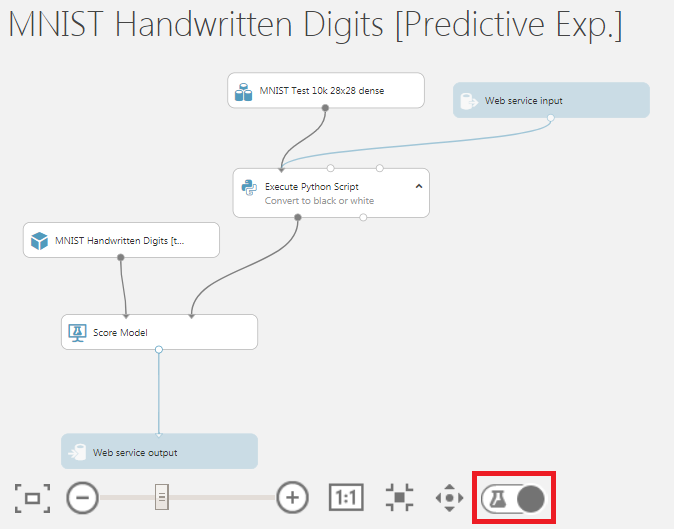 MNIST Handwritten Digits [Predictive Exp.]
MNIST Test 10k 28x28 dense
Web service input
Execute Python Script
Convert to black or white
MNIST Handwritten Digits [t...
Score Model
Web service output
1:1